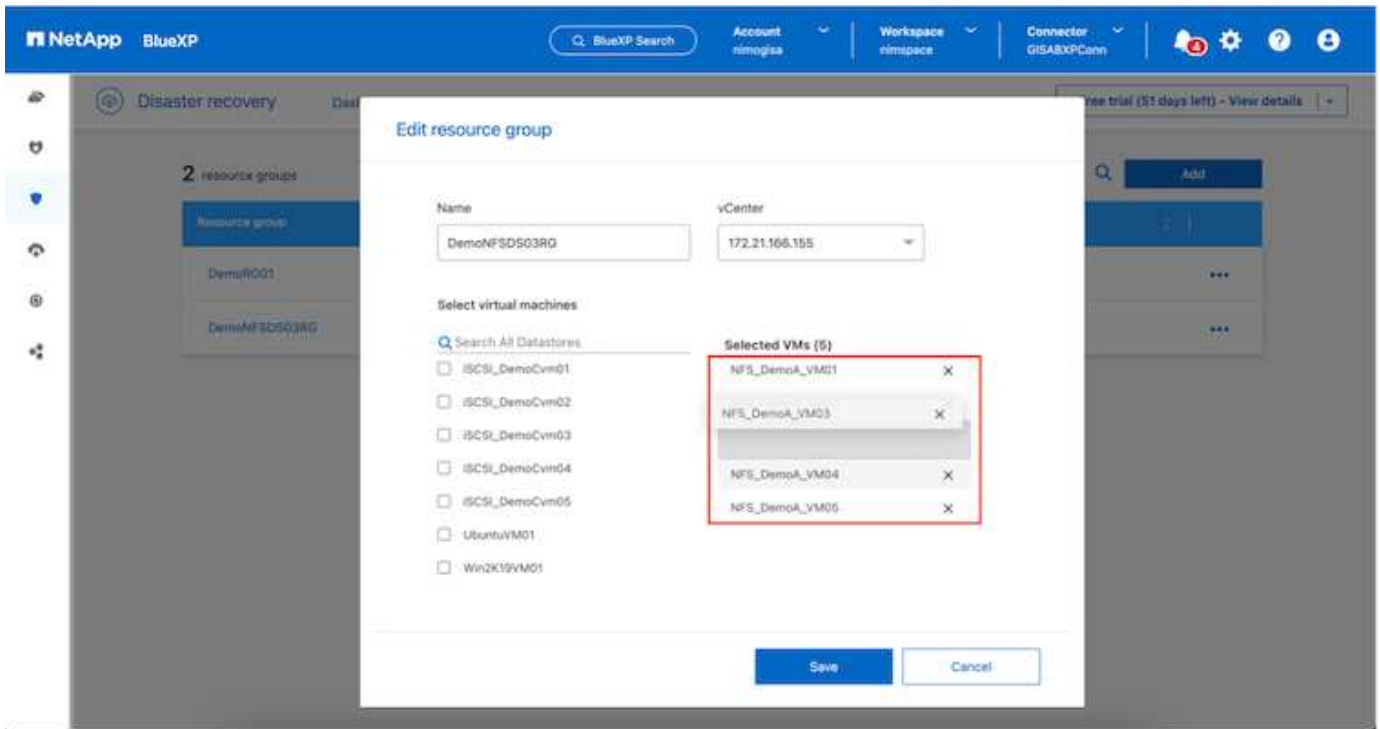 NetApp BlueXP BlueXP Search Account nimogisa Workspace nimspace Connector GISABXPConn
Disaster recovery
Free trial (51 days left) - View details
Edit resource group
2 resource groups
Add
Resource group
DemoRG01
DemoNFSDS03RG
Name
vCenter
DemoNFSDS03RG
172.21.166.155
Select virtual machines
Search All Datastores
Selected VMs (5)
iSCSI_DemoCvm01
iSCSI_DemoCvm02
iSCSI_DemoCvm03
iSCSI_DemoCvm04
iSCSI_DemoCvm05
UbuntuVM01
Win2K19VM01
NFS_DemoA_VM01
NFS_DemoA_VM03
NFS_DemoA_VM04
NFS_DemoA_VM05
Save
Cancel